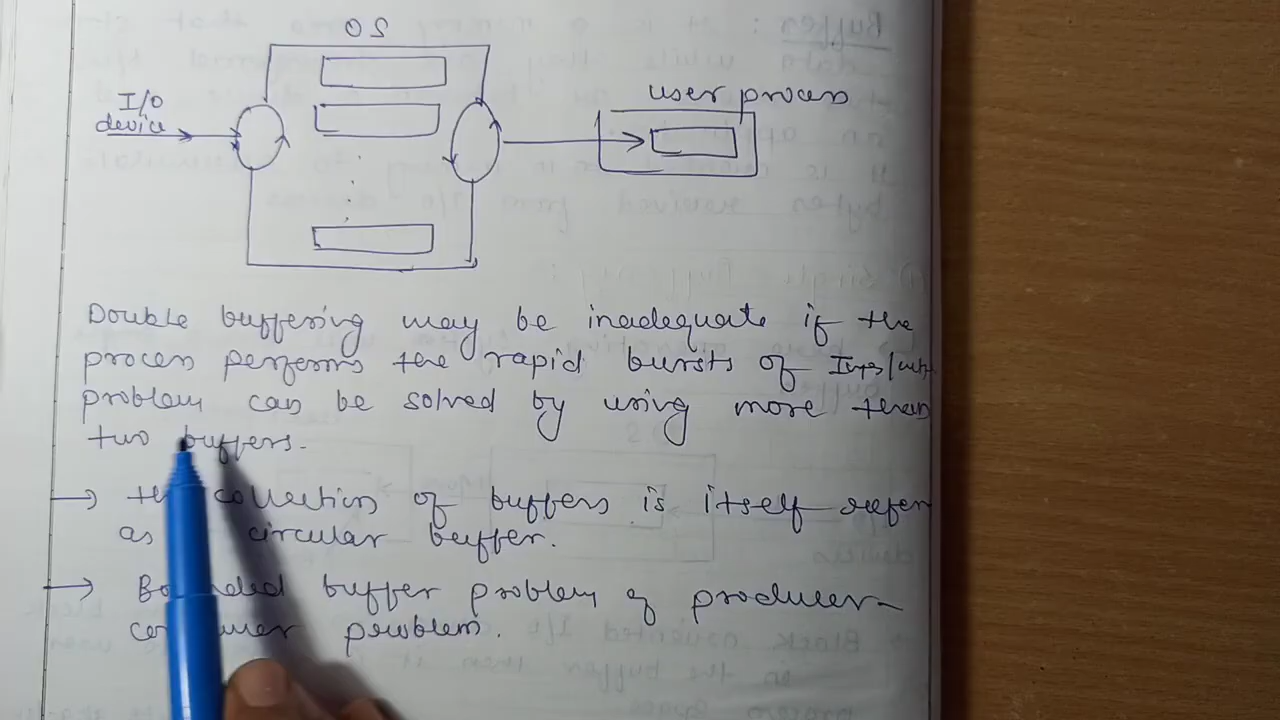 OS
I/O
device
user process
Double buffering may be inadequate if the
process performs the rapid bursts of
problem can be solved by using more than
two buffers.
→ the collection of buffers is itself refer
as circular buffer.
→ Bounded buffer problem of producer-
consumer problem.